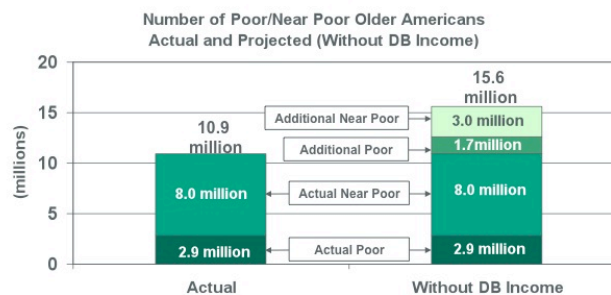 Number of Poor/Near Poor Older Americans
Actual and Projected (Without DB Income)
(millions)
20
15
10
5
0
10.9
million
8.0 million
2.9 million
Additional Near Poor
Additional Poor
Actual Near Poor
Actual Poor
15.6
million
3.0 million
1.7million
8.0 million
2.9 million
Actual
Without DB Income